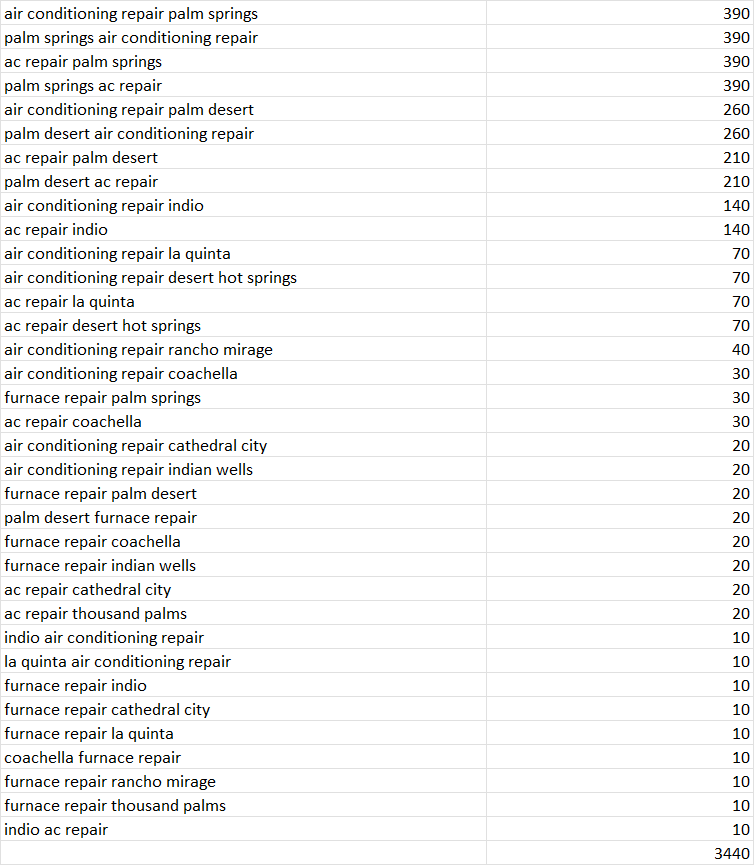 air conditioning repair palm springs 390
palm springs air conditioning repair 390
ac repair palm springs 390
palm springs ac repair 390
air conditioning repair palm desert 260
palm desert air conditioning repair 260
ac repair palm desert 210
palm desert ac repair 210
air conditioning repair indio 140
ac repair indio 140
air conditioning repair la quinta 70
air conditioning repair desert hot springs 70
ac repair la quinta 70
ac repair desert hot springs 70
air conditioning repair rancho mirage 40
air conditioning repair coachella 30
furnace repair palm springs 30
ac repair coachella 30
air conditioning repair cathedral city 20
air conditioning repair indian wells 20
furnace repair palm desert 20
palm desert furnace repair 20
furnace repair coachella 20
furnace repair indian wells 20
ac repair cathedral city 20
ac repair thousand palms 20
indio air conditioning repair 10
la quinta air conditioning repair 10
furnace repair indio 10
furnace repair cathedral city 10
furnace repair la quinta 10
coachella furnace repair 10
furnace repair rancho mirage 10
furnace repair thousand palms 10
indio ac repair 10
3440